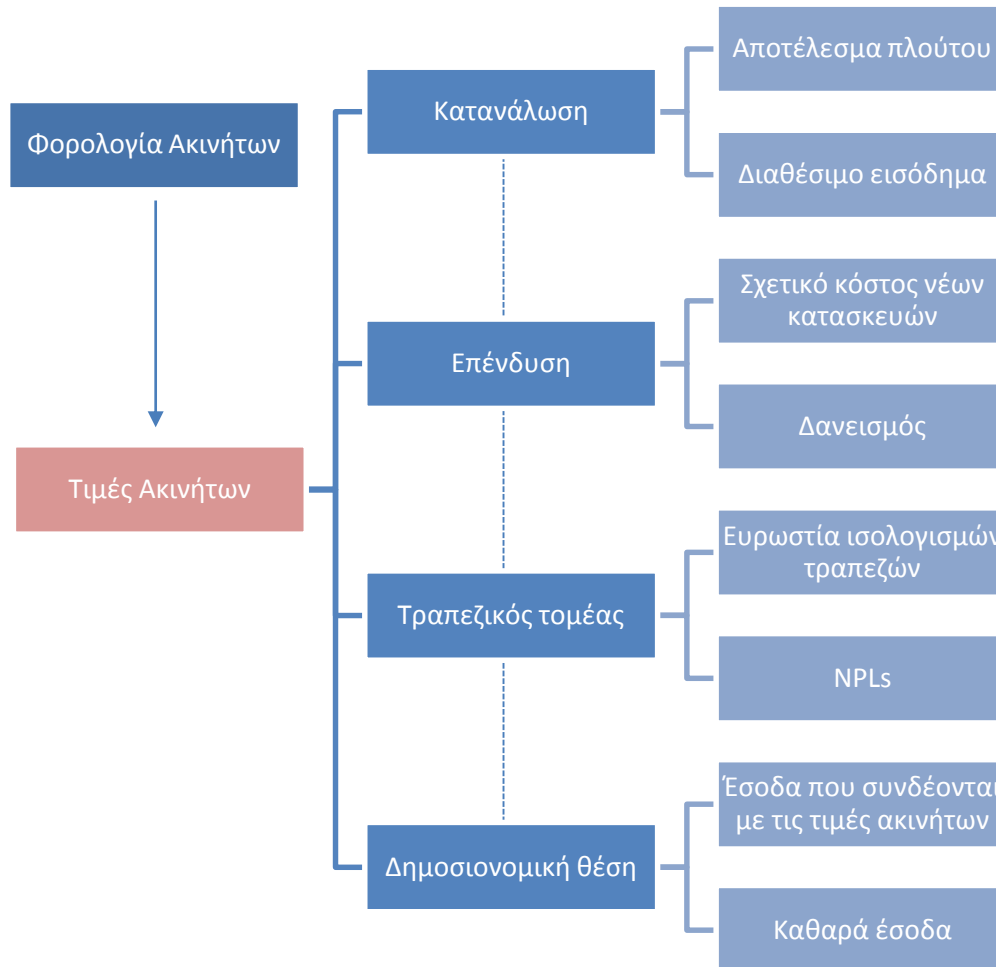 Φορολογία Ακινήτων
Τιμές Ακινήτων
Κατανάλωση
Αποτέλεσμα πλούτου
Διαθέσιμο εισόδημα
Επένδυση
Σχετικό κόστος νέων
κατασκευών
Δανεισμός
Τραπεζικός τομέας
Ευρωστία ισολογισμών
τραπεζών
NPLs
Δημοσιονομική θέση
Έσοδα που συνδέονται
με τις τιμές ακινήτων
Καθαρά έσοδα